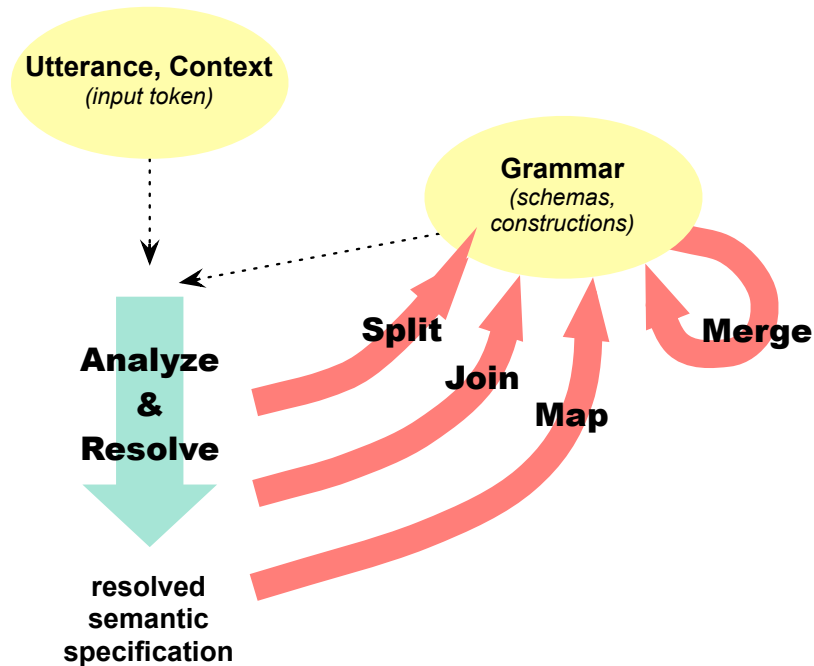 Utterance, Context
(input token)
Grammar
(schemas,
constructions)
Split
Merge
Analyze
&
Resolve
Join
Map
resolved
semantic
specification